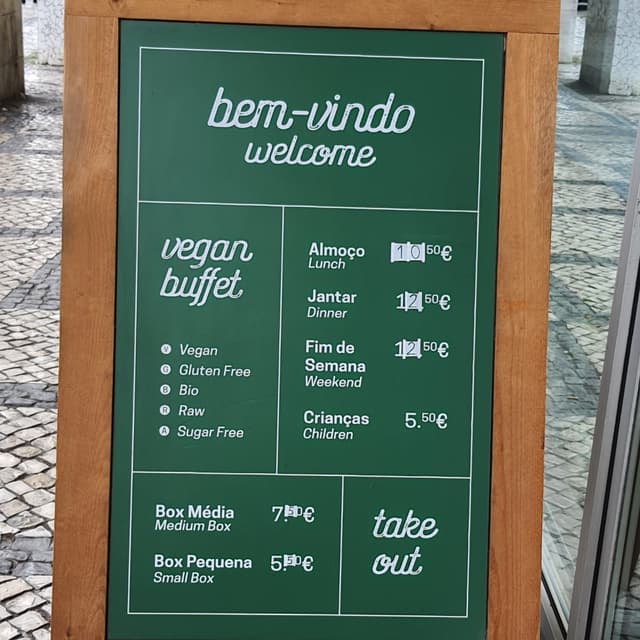 bem-vindo
welcome
vegan
buffet
V Vegan
G Gluten Free
B Bio
R Raw
A Sugar Free
Almoço 10 50€
Lunch
Jantar 12 50€
Dinner
Fim de
Semana 12 50€
Weekend
Crianças 5.50€
Children
Box Média 7.50€
Medium Box
Box Pequena 5.50€
Small Box
take
out